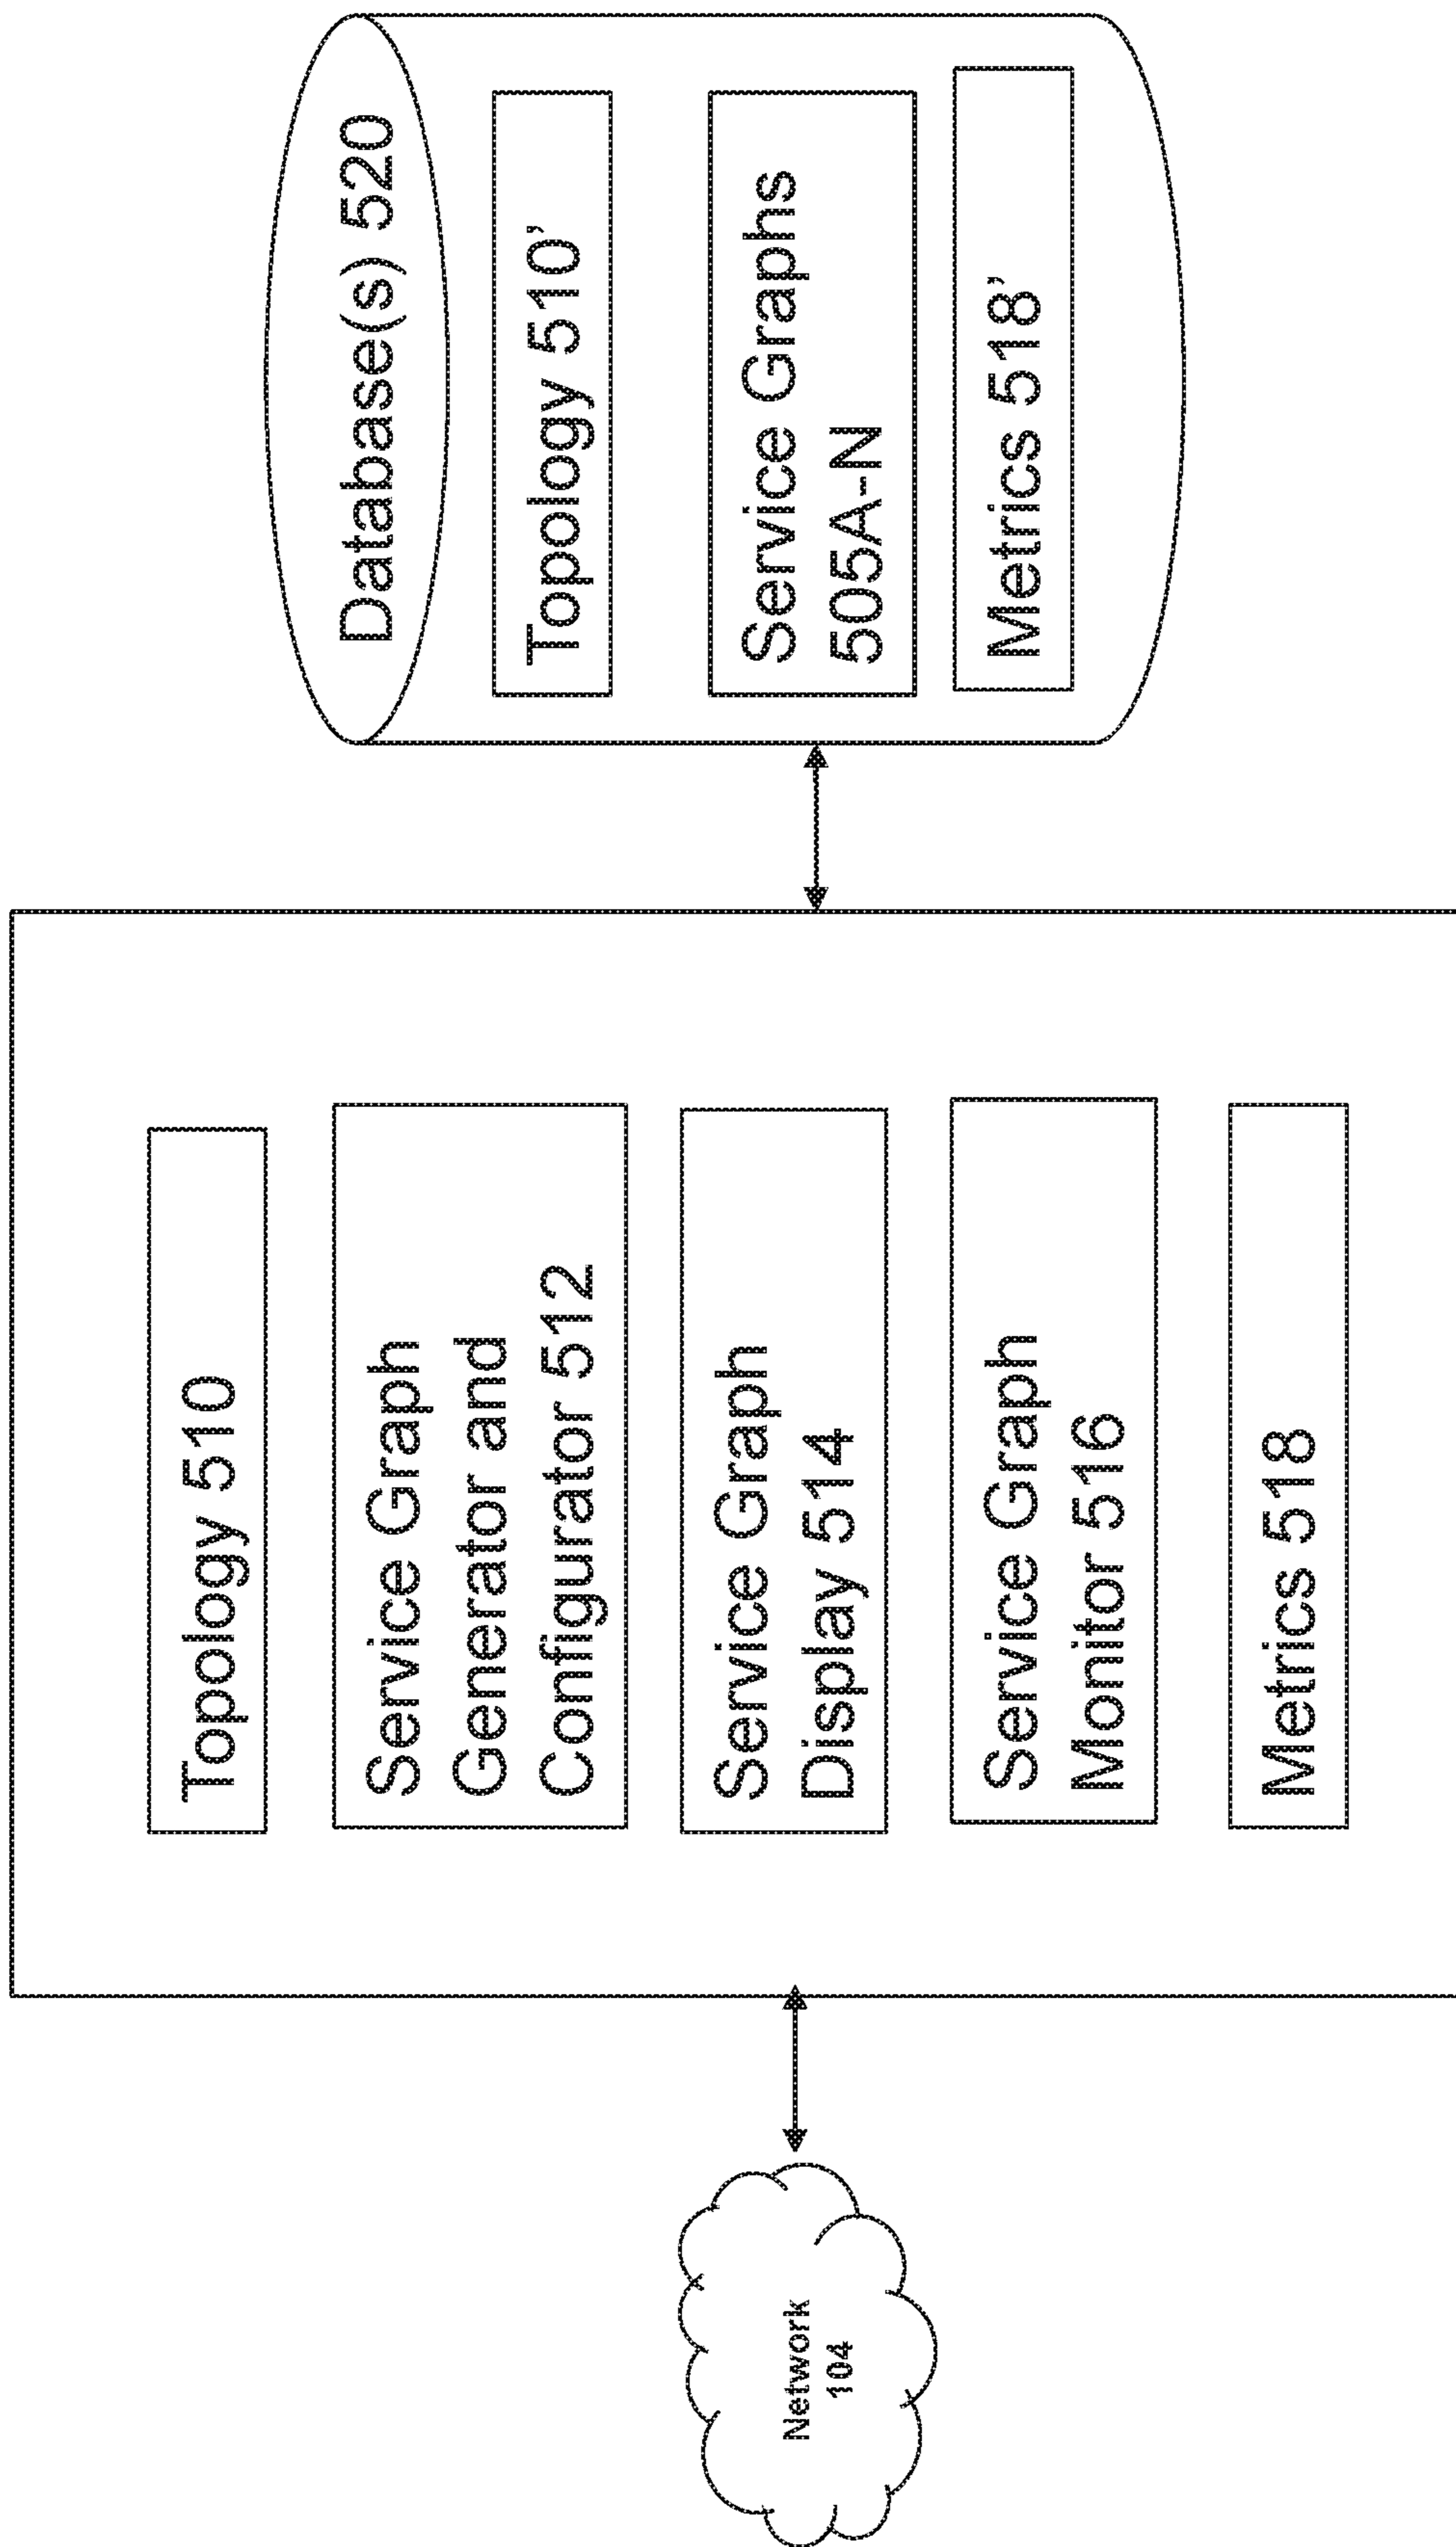 Network
104
Topology 510
Service Graph
Generator and
Configurator 512
Service Graph
Display 514
Service Graph
Monitor 516
Metrics 518
Database(s) 520
Topology 510’
Service Graphs
505A-N
Metrics 518’